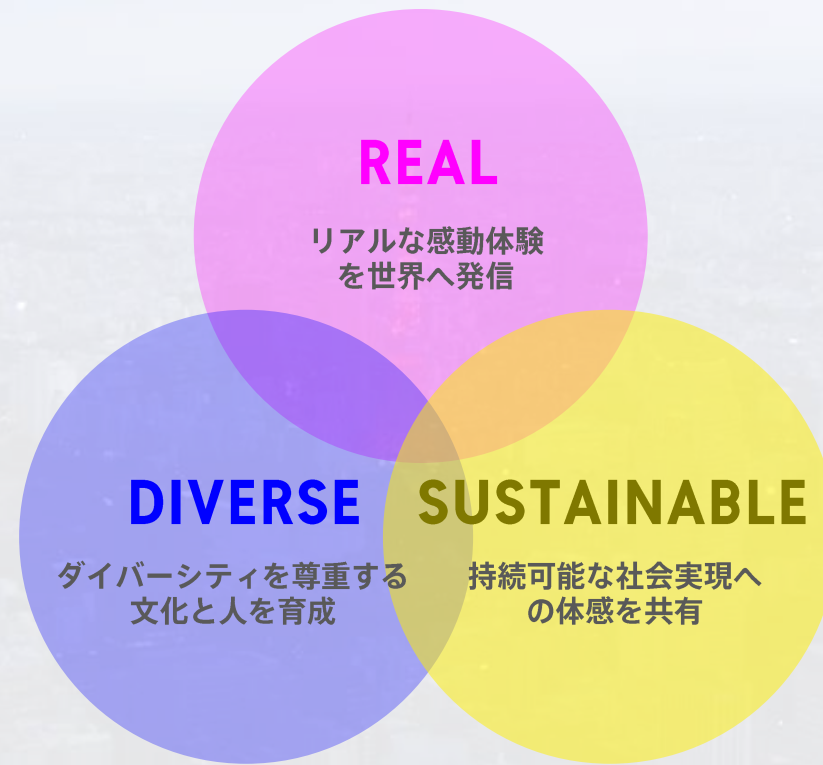 REAL
リアルな感動体験
を世界へ発信
DIVERSE
ダイバーシティを尊重する
文化と人を育成
SUSTAINABLE
持続可能な社会実現へ
の体感を共有